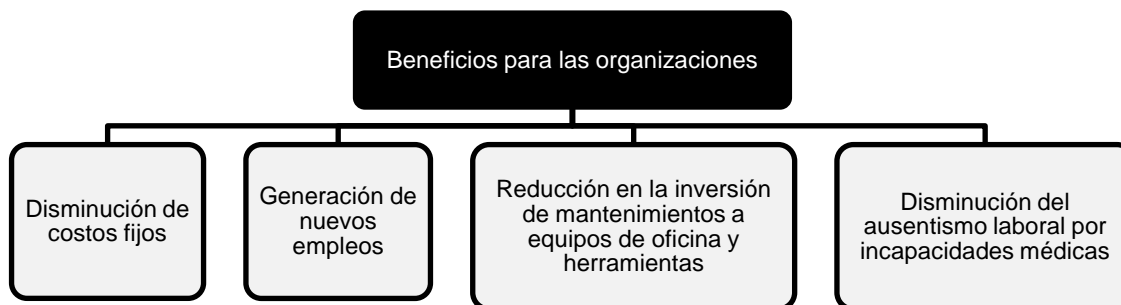 Beneficios para las organizaciones
Disminución de
costos fijos
Generación de
nuevos
empleos
Reducción en la inversión
de mantenimientos a
equipos de oficina y
herramientas
Disminución del
ausentismo laboral por
incapacidades médicas